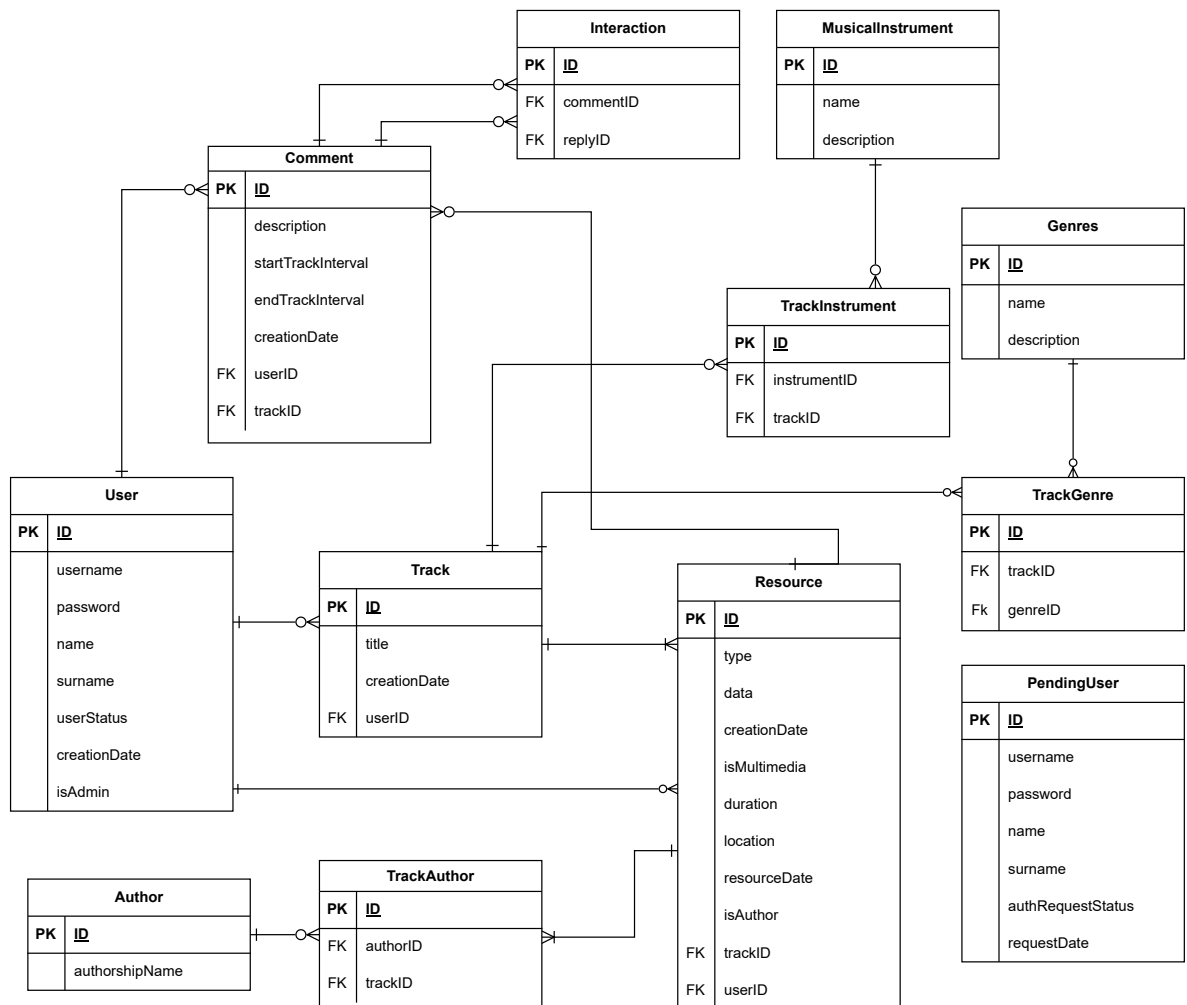 Interaction
PK ID
FK commentID
FK replyID
MusicalInstrument
PK ID
name
description
Comment
PK ID
description
startTrackInterval
endTrackInterval
creationDate
FK userID
FK trackID
Genres
PK ID
name
description
TrackInstrument
PK ID
FK instrumentID
FK trackID
User
PK ID
username
password
name
surname
userStatus
creationDate
isAdmin
Track
PK ID
title
creationDate
FK userID
Resource
PK ID
type
data
creationDate
isMultimedia
duration
location
resourceDate
isAuthor
FK trackID
FK userID
TrackGenre
PK ID
FK trackID
Fk genreID
PendingUser
PK ID
username
password
name
surname
authRequestStatus
requestDate
Author
PK ID
authorshipName
TrackAuthor
PK ID
FK authorID
FK trackID